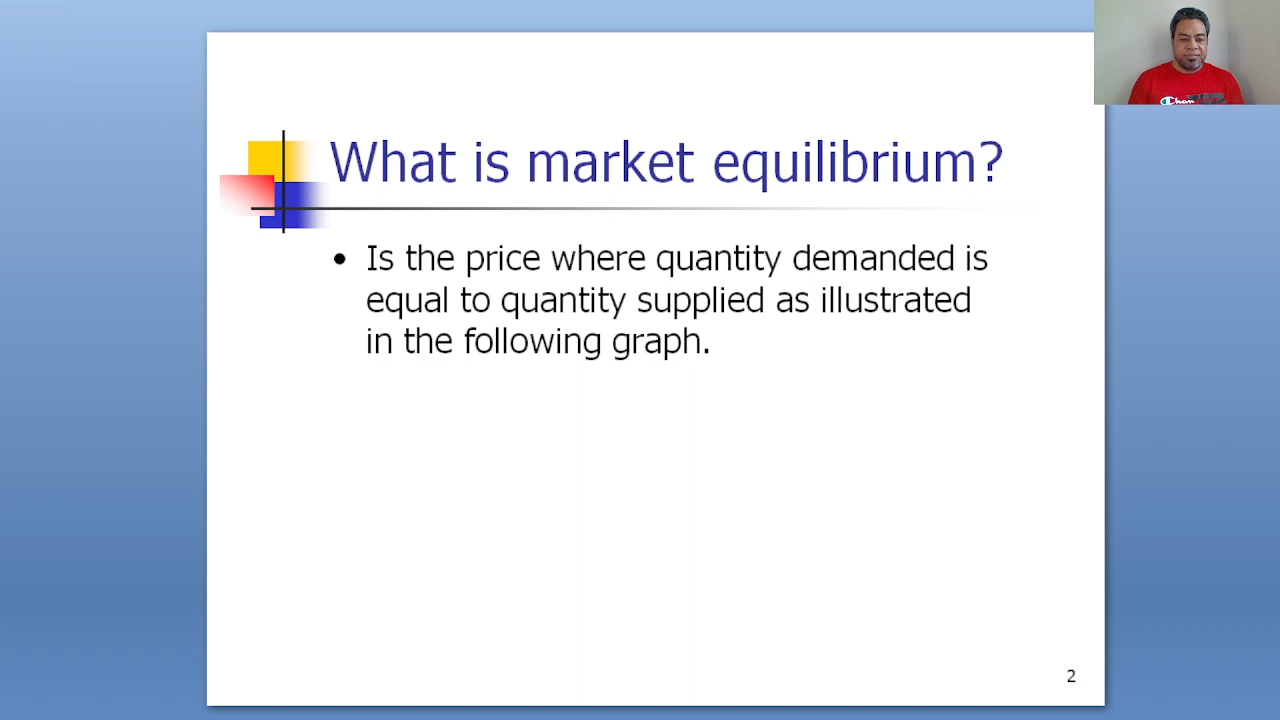 What is market equilibrium?
• Is the price where quantity demanded is
equal to quantity supplied as illustrated
in the following graph.
2